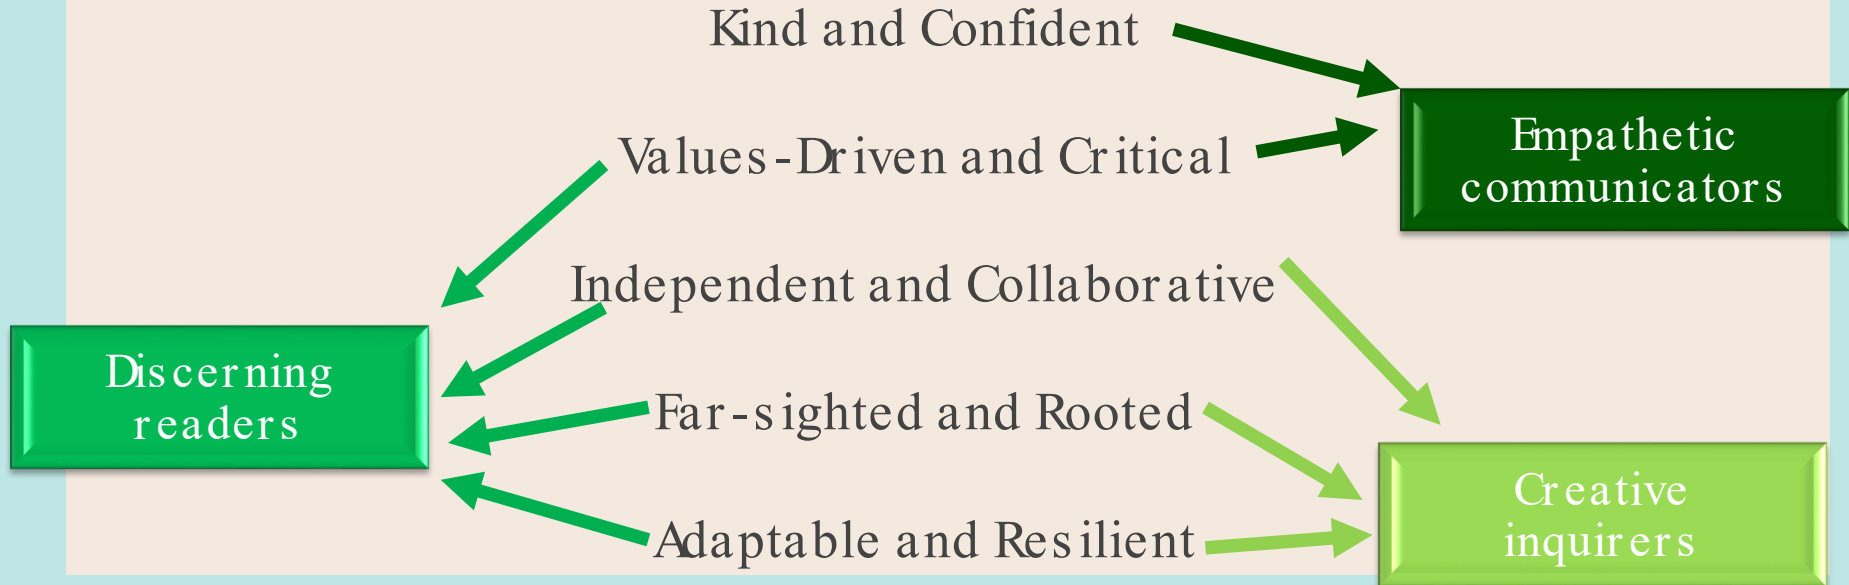 Kind and Confident
Values-Driven and Critical
Empathetic
communicators
Independent and Collaborative
Discerning
readers
Far-sighted and Rooted
Adaptable and Resilient
Creative
inquirers